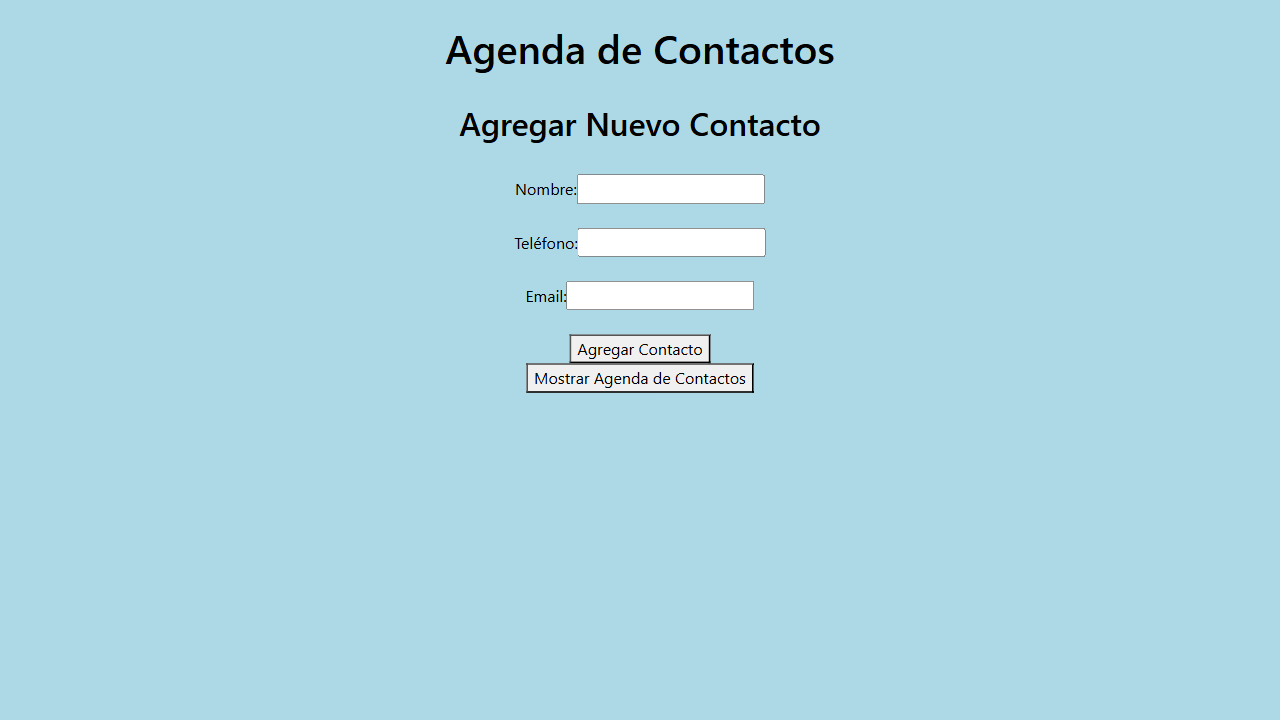 Agenda de Contactos
Agregar Nuevo Contacto
Nombre:
Teléfono:
Email:
Agregar Contacto
Mostrar Agenda de Contactos